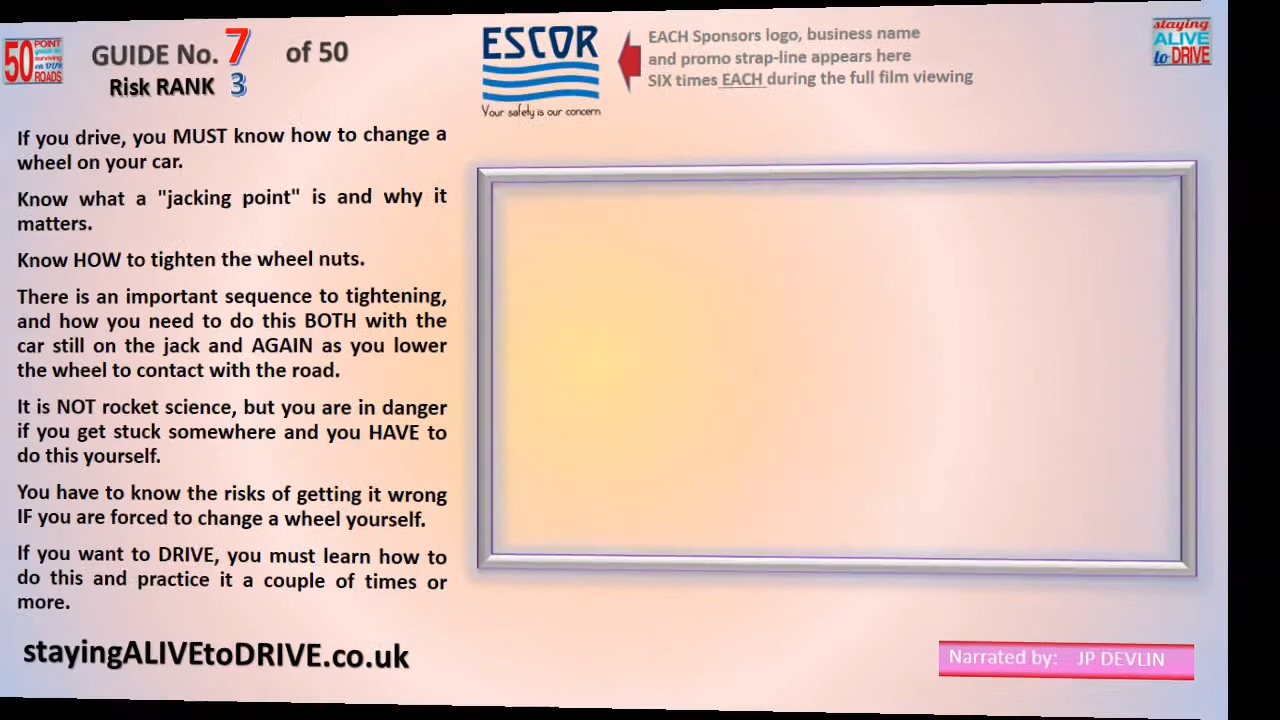 50 POINT
ROADS
GUIDE No. 7 of 50
Risk RANK 3
ESCOR
Your safety is our concern
EACH Sponsors logo, business name
and promo strap-line appears here
SIX times EACH during the full film viewing
staying
ALIVE
to DRIVE
If you drive, you MUST know how to change a
wheel on your car.
Know what a "jacking point" is and why it
matters.
Know HOW to tighten the wheel nuts.
There is an important sequence to tightening,
and how you need to do this BOTH with the
car still on the jack and AGAIN as you lower
the wheel to contact with the road.
It is NOT rocket science, but you are in danger
if you get stuck somewhere and you HAVE to
do this yourself.
You have to know the risks of getting it wrong
IF you are forced to change a wheel yourself.
If you want to DRIVE, you must learn how to
do this and practice it a couple of times or
more.
stayingALIVEtoDRIVE.co.uk
Narrated by: JP DEVLIN